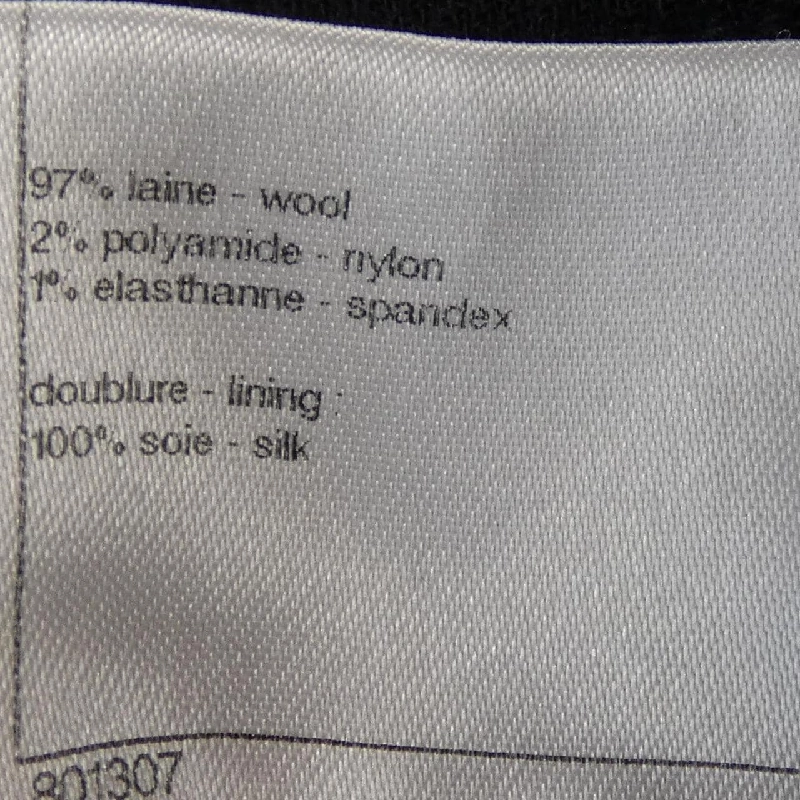 97% laine - wool
2% polyamide - nylon
1% elasthanne - spandex
doublure - lining :
100% soie - silk
801307